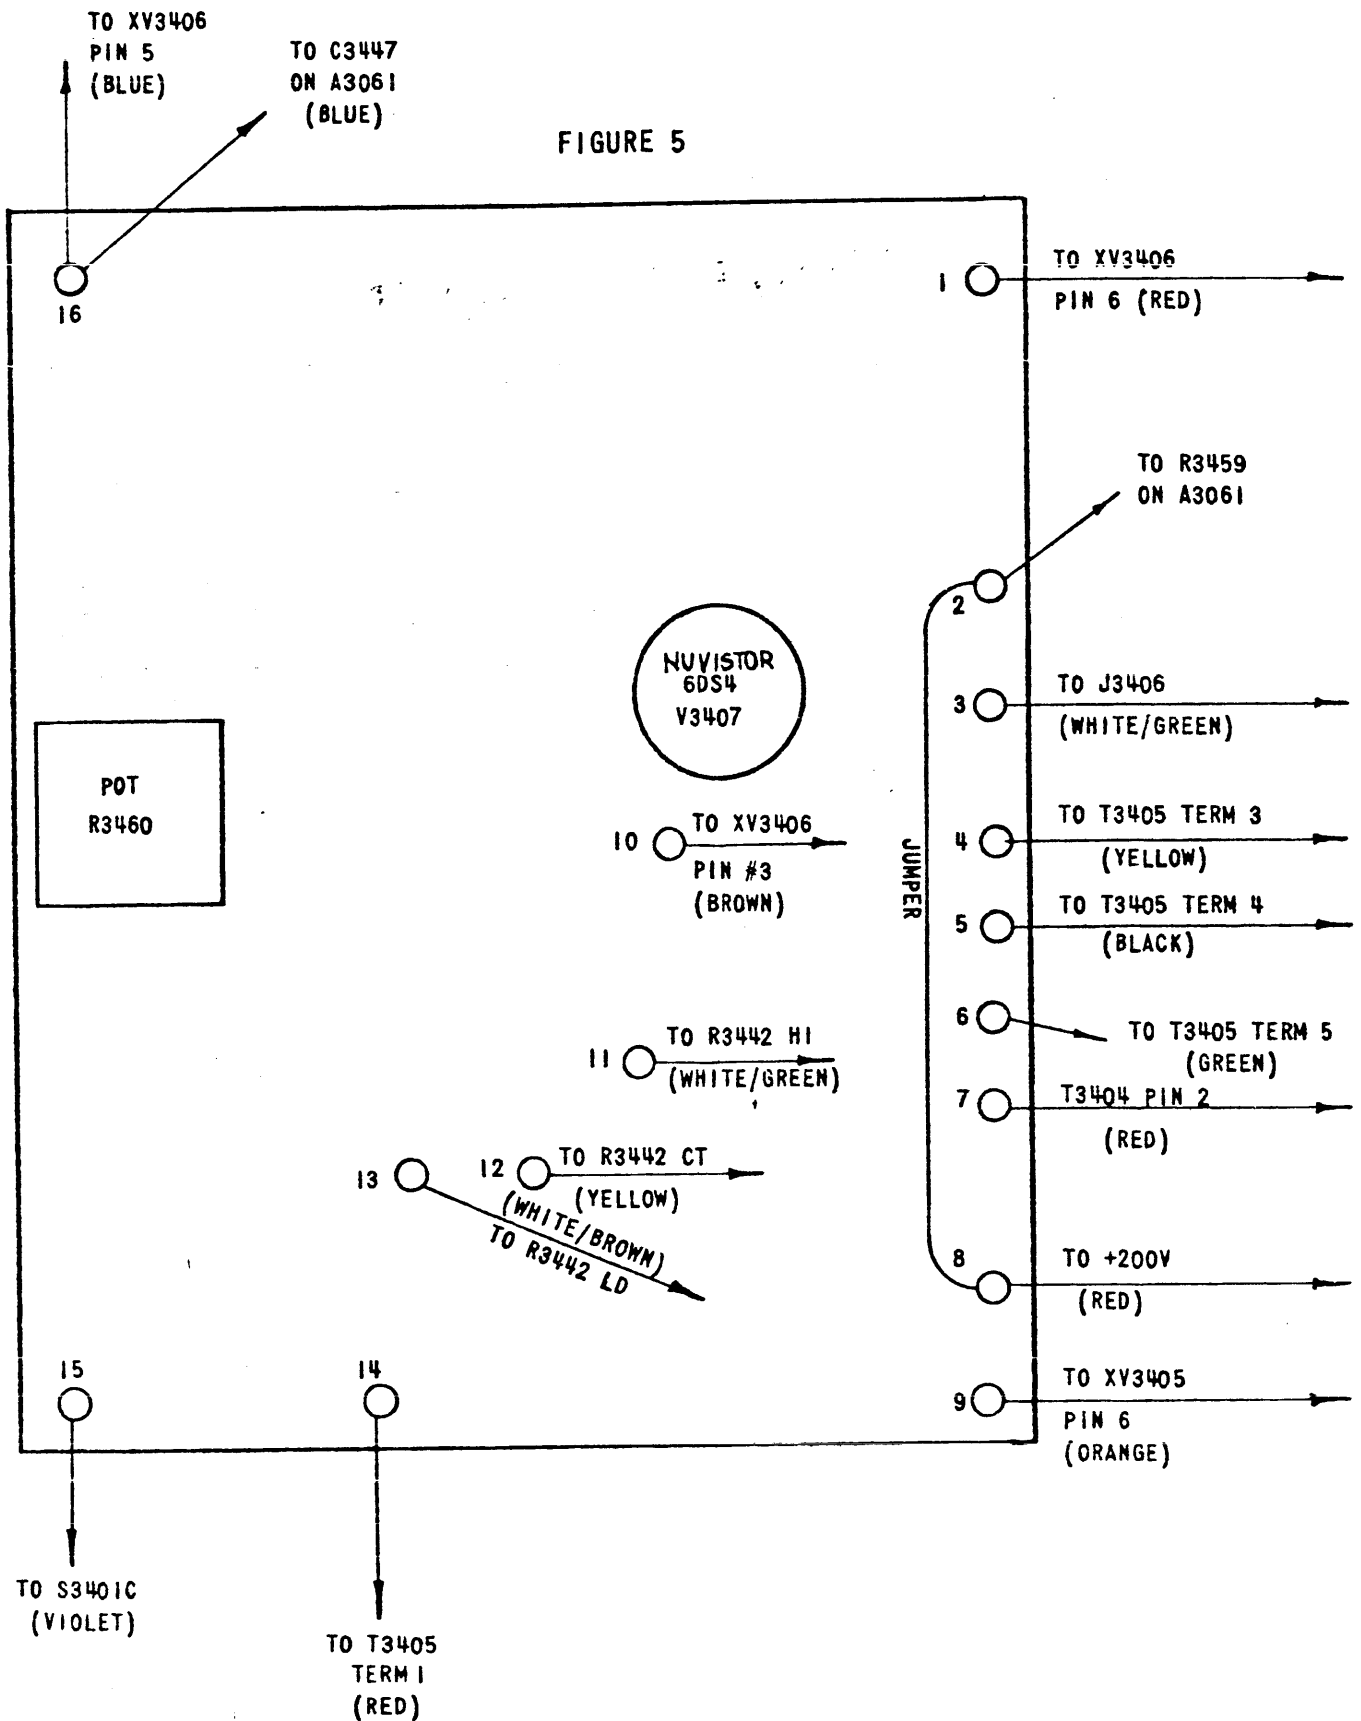 TO XV3406
PIN 5
(BLUE)
TO C3447
ON A3061
(BLUE)
FIGURE 5
16
1
TO XV3406
PIN 6 (RED)
TO R3459
ON A3061
2
NUVISTOR
6DS4
V3407
3
TO J3406
(WHITE/GREEN)
POT
R3460
10
TO XV3406
PIN #3
(BROWN)
JUMPER
4
TO T3405 TERM 3
(YELLOW)
5
TO T3405 TERM 4
(BLACK)
6
TO T3405 TERM 5
(GREEN)
11
TO R3442 HI
(WHITE/GREEN)
7
T3404 PIN 2
(RED)
13
12
TO R3442 CT
(YELLOW)
(WHITE/BROWN)
TO R3442 LD
8
TO +200V
(RED)
15
14
9
TO XV3405
PIN 6
(ORANGE)
TO S3401C
(VIOLET)
TO T3405
TERM 1
(RED)